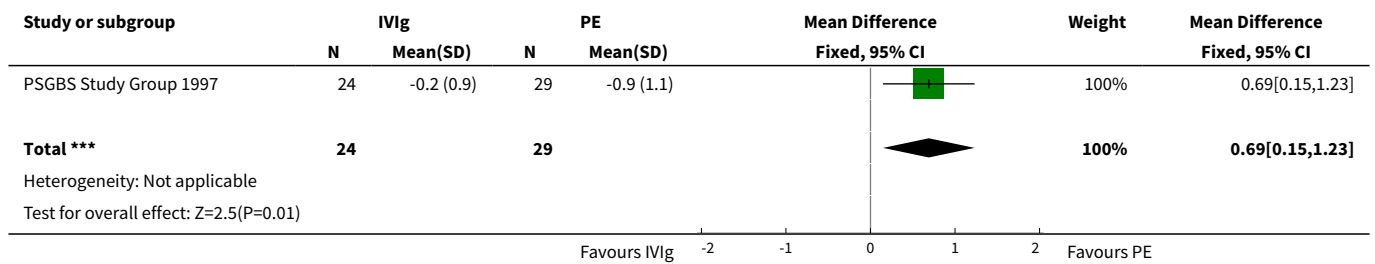 Study or subgroup IVIg PE Mean Difference Weight Mean Difference
N Mean(SD) N Mean(SD) Fixed, 95% CI Fixed, 95% CI
PSGBS Study Group 1997 24 -0.2 (0.9) 29 -0.9 (1.1) 100% 0.69[0.15,1.23]
Total *** 24 29 100% 0.69[0.15,1.23]
Heterogeneity: Not applicable
Test for overall effect: Z=2.5(P=0.01)
Favours IVIg -2 -1 0 1 2 Favours PE